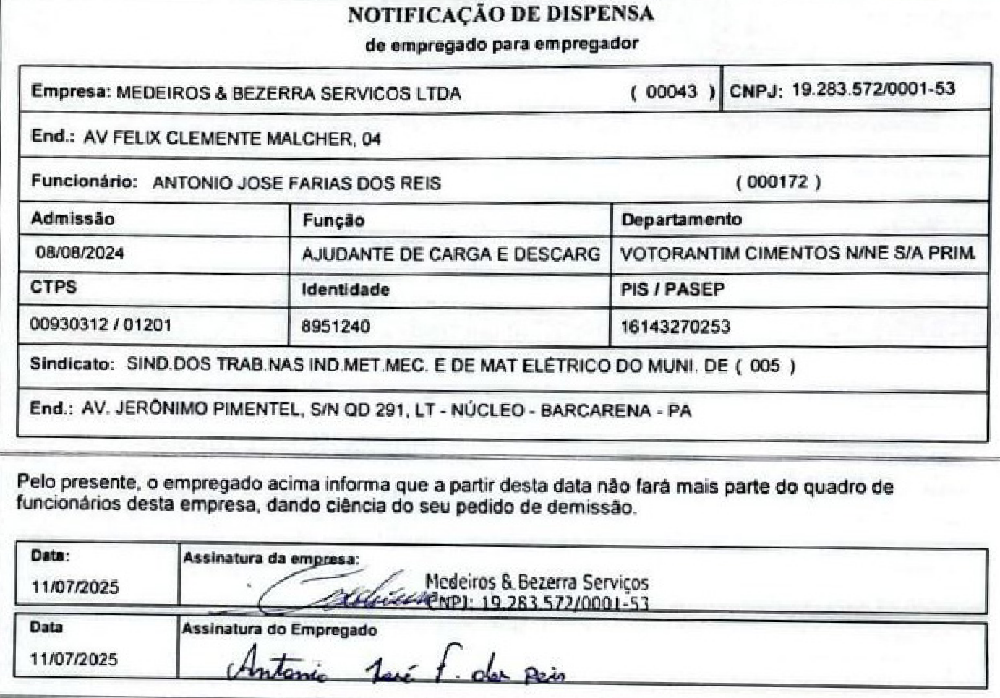 NOTIFICAÇÃO DE DISPENSA
de empregado para empregador
Empresa: MEDEIROS & BEZERRA SERVICOS LTDA ( 00043 ) CNPJ: 19.283.572/0001-53
End.: AV FELIX CLEMENTE MALCHER, 04
Funcionário: ANTONIO JOSE FARIAS DOS REIS ( 000172 )
Admissão Função Departamento
08/08/2024 AJUDANTE DE CARGA E DESCARG VOTORANTIM CIMENTOS N/NE S/A PRIM.
CTPS Identidade PIS / PASEP
00930312 / 01201 8951240 16143270253
Sindicato: SIND.DOS TRAB.NAS IND.MET.MEC. E DE MAT ELÉTRICO DO MUNI. DE ( 005 )
End.: AV. JERÔNIMO PIMENTEL, S/N QD 291, LT - NÚCLEO - BARCARENA - PA
Pelo presente, o empregado acima informa que a partir desta data não fará mais parte do quadro de
funcionários desta empresa, dando ciência do seu pedido de demissão.
Data: Assinatura da empresa:
11/07/2025 Medeiros & Bezerra Serviços
CNPJ: 19.283.572/0001-53
Data Assinatura do Empregado
11/07/2025 Antonio José F. dos Reis